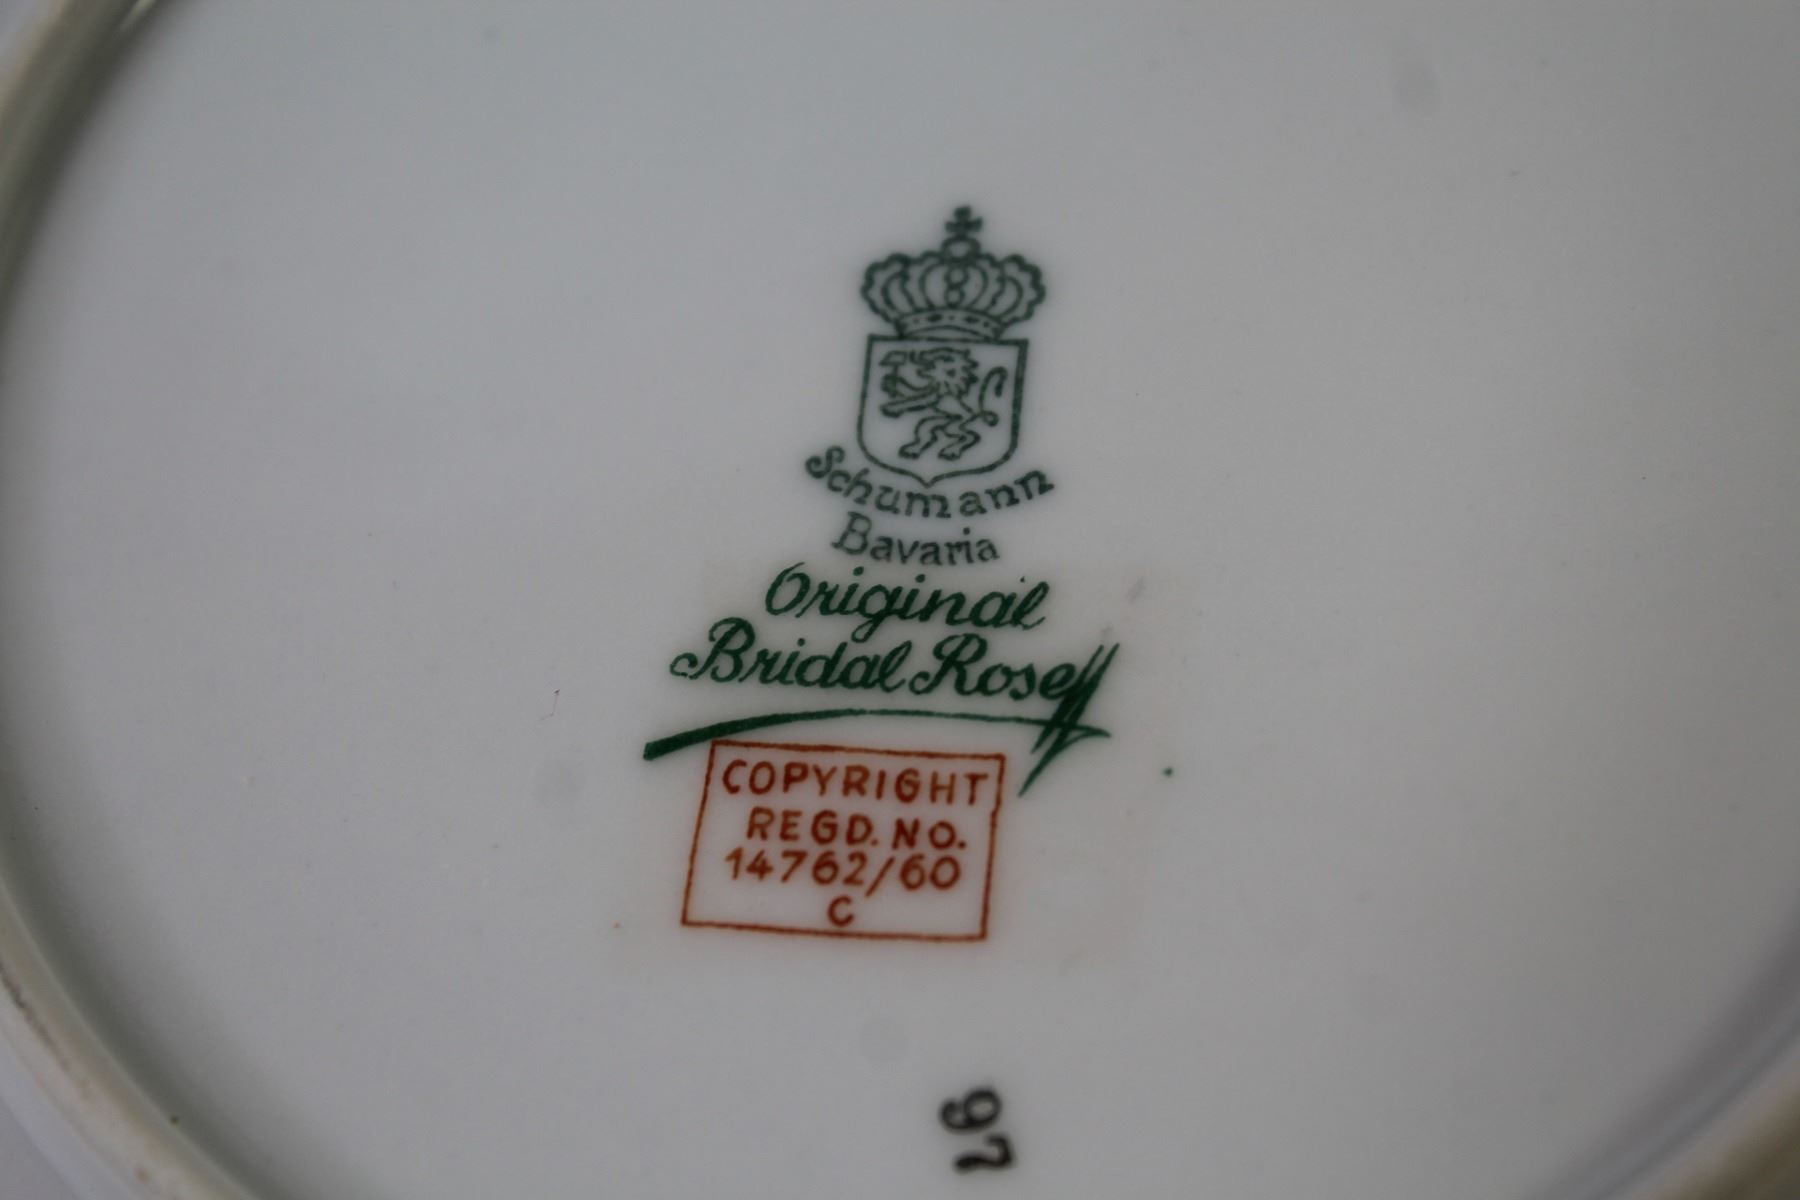 Schumann
Bavaria
Original
Bridal Rose
COPYRIGHT
REGD. NO.
14762/60
C
97